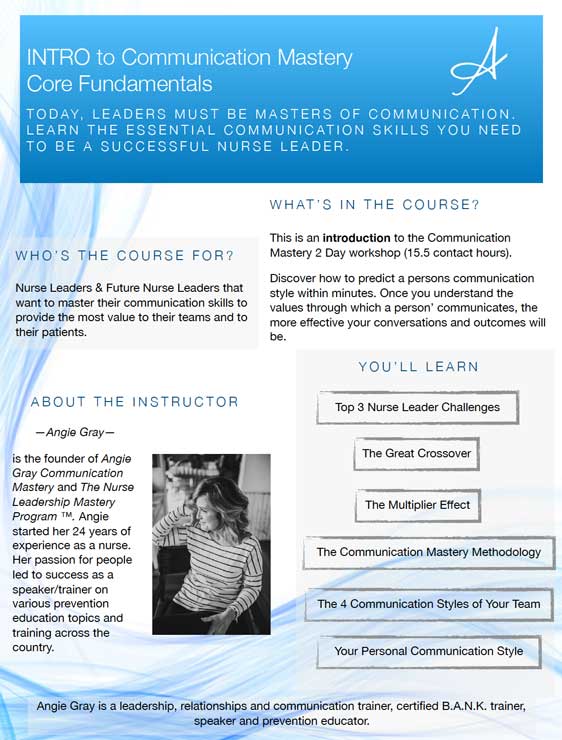 INTRO to Communication Mastery
Core Fundamentals
TODAY, LEADERS MUST BE MASTERS OF COMMUNICATION.
LEARN THE ESSENTIAL COMMUNICATION SKILLS YOU NEED
TO BE A SUCCESSFUL NURSE LEADER.
A
WHO'S THE COURSE FOR?
Nurse Leaders & Future Nurse Leaders that
want to master their communication skills to
provide the most value to their teams and to
their patients.
WHAT'S IN THE COURSE?
This is an introduction to the Communication
Mastery 2 Day workshop (15.5 contact hours).
Discover how to predict a persons communication
style within minutes. Once you understand the
values through which a person' communicates, the
more effective your conversations and outcomes will
be.
ABOUT THE INSTRUCTOR
—Angie Gray—
is the founder of Angie
Gray Communication
Mastery and The Nurse
Leadership Mastery
Program ™. Angie
started her 24 years of
experience as a nurse.
Her passion for people
led to success as a
speaker/trainer on
various prevention
education topics and
training across the
country.
YOU'LL LEARN
Top 3 Nurse Leader Challenges
The Great Crossover
The Multiplier Effect
The Communication Mastery Methodology
The 4 Communication Styles of Your Team
Your Personal Communication Style
Angie Gray is a leadership, relationships and communication trainer, certified B.A.N.K. trainer,
speaker and prevention educator.